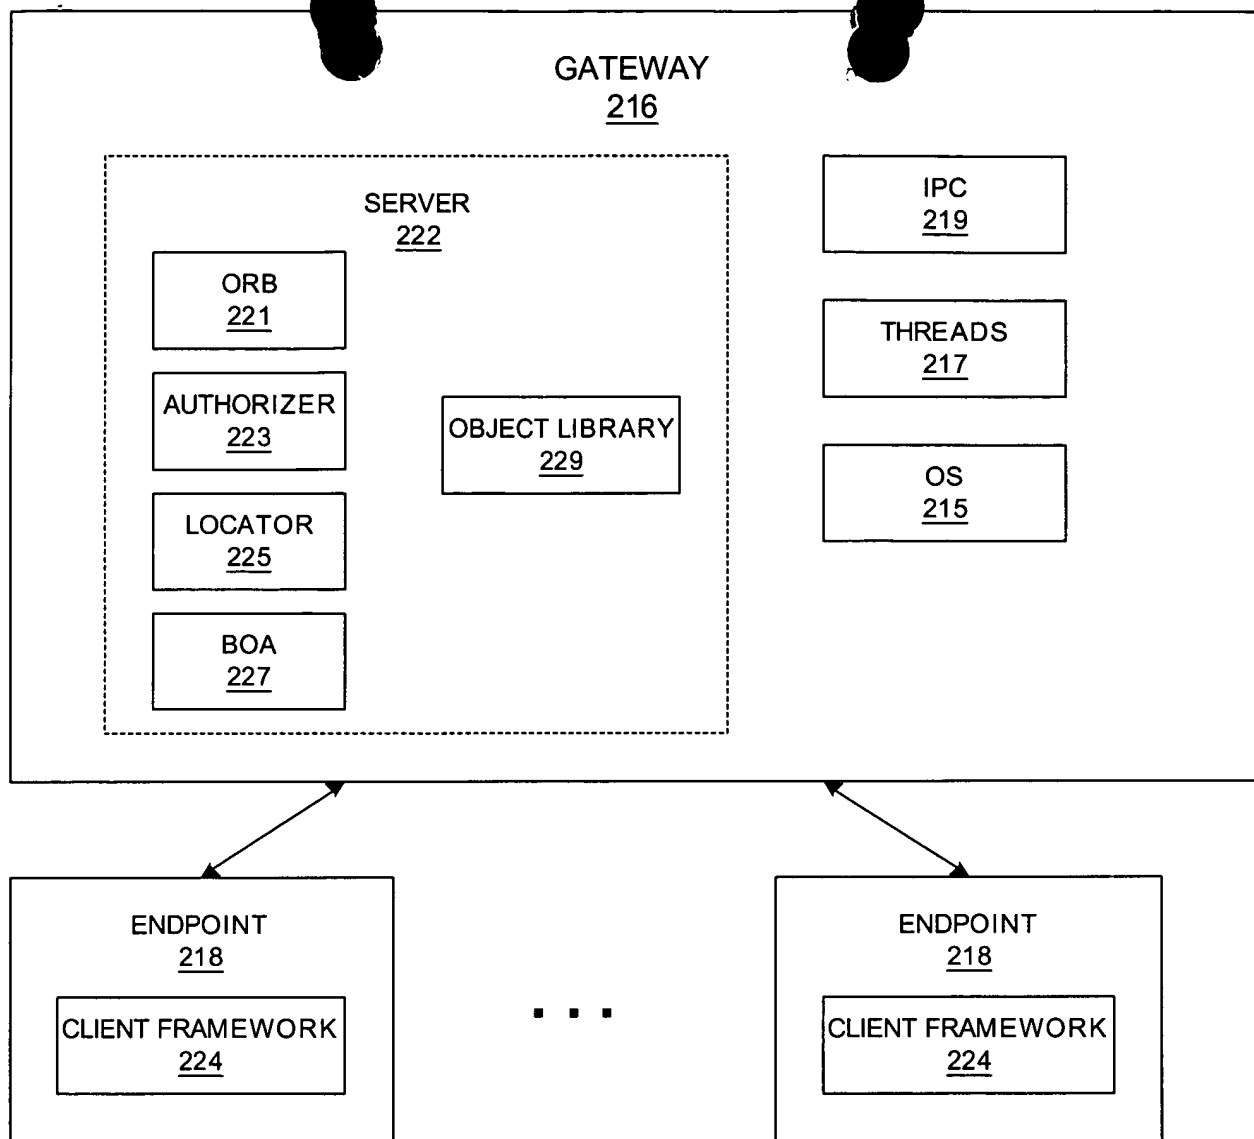 GATEWAY
216
SERVER
222
ORB
221
AUTHORIZER
223
LOCATOR
225
BOA
227
OBJECT LIBRARY
229
IPC
219
THREADS
217
OS
215
ENDPOINT
218
CLIENT FRAMEWORK
224
ENDPOINT
218
CLIENT FRAMEWORK
224